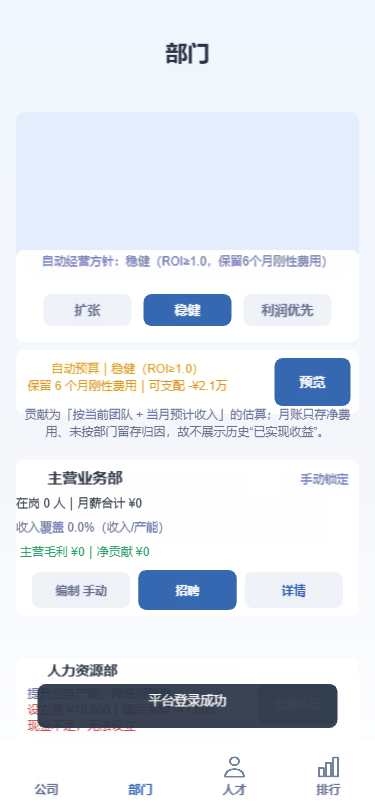 部门
自动经营方针：稳健（ROI≥1.0，保留6个月刚性费用）
扩张
稳健
利润优先
自动预算 | 稳健（ROI≥1.0）
保留 6 个月刚性费用 | 可支配 -¥2.1万
预览
贡献为「按当前团队 + 当月预计收入」的估算；月账只存净费
用、未按部门留存归因，故不展示历史“已实现收益”。
主营业务部
手动锁定
在岗 0 人 | 月薪合计 ¥0
收入覆盖 0.0%（收入/产能）
主营毛利 ¥0 | 净贡献 ¥0
编制 手动
招聘
详情
人力资源部
平台登录成功
现金不足，无法设立
公司
部门
人才
排行